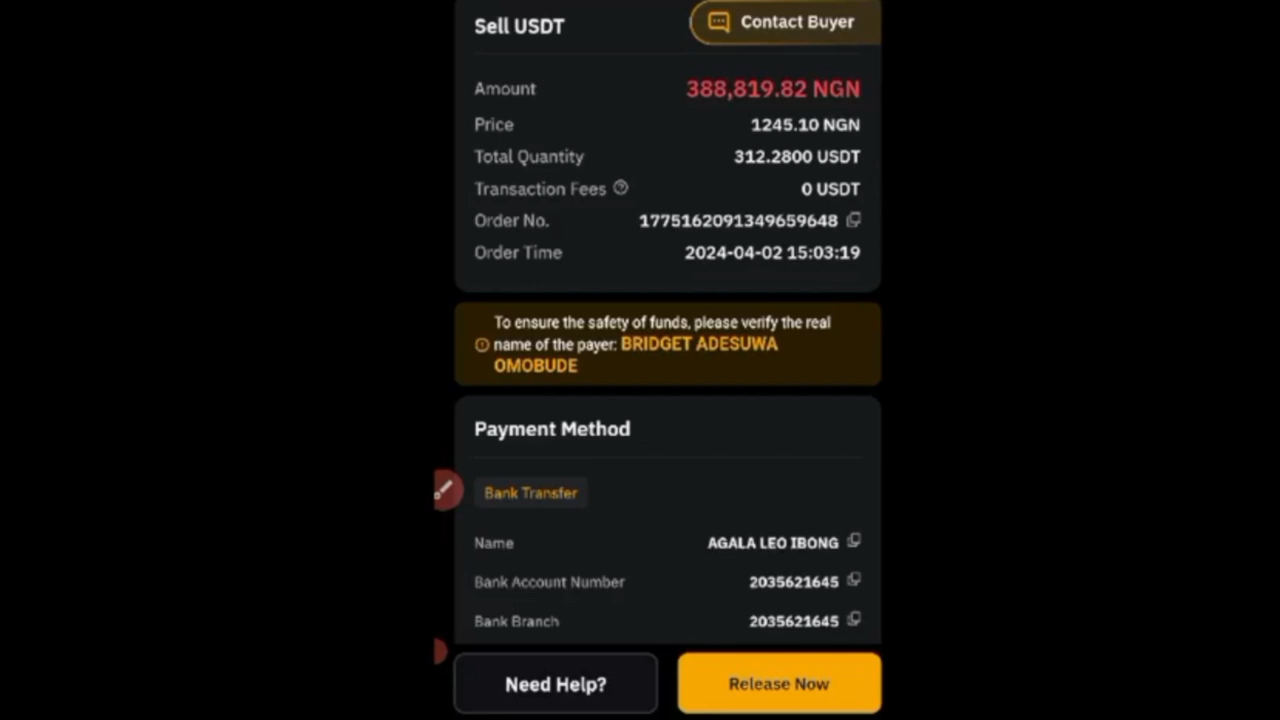 Sell USDT
Contact Buyer
Amount 388,819.82 NGN
Price 1245.10 NGN
Total Quantity 312.2800 USDT
Transaction Fees 0 USDT
Order No. 1775162091349659648
Order Time 2024-04-02 15:03:19
To ensure the safety of funds, please verify the real
name of the payer: BRIDGET ADESUWA
OMOBUDE
Payment Method
Bank Transfer
Name AGALA LEO IBONG
Bank Account Number 2035621645
Bank Branch 2035621645
Need Help? Release Now